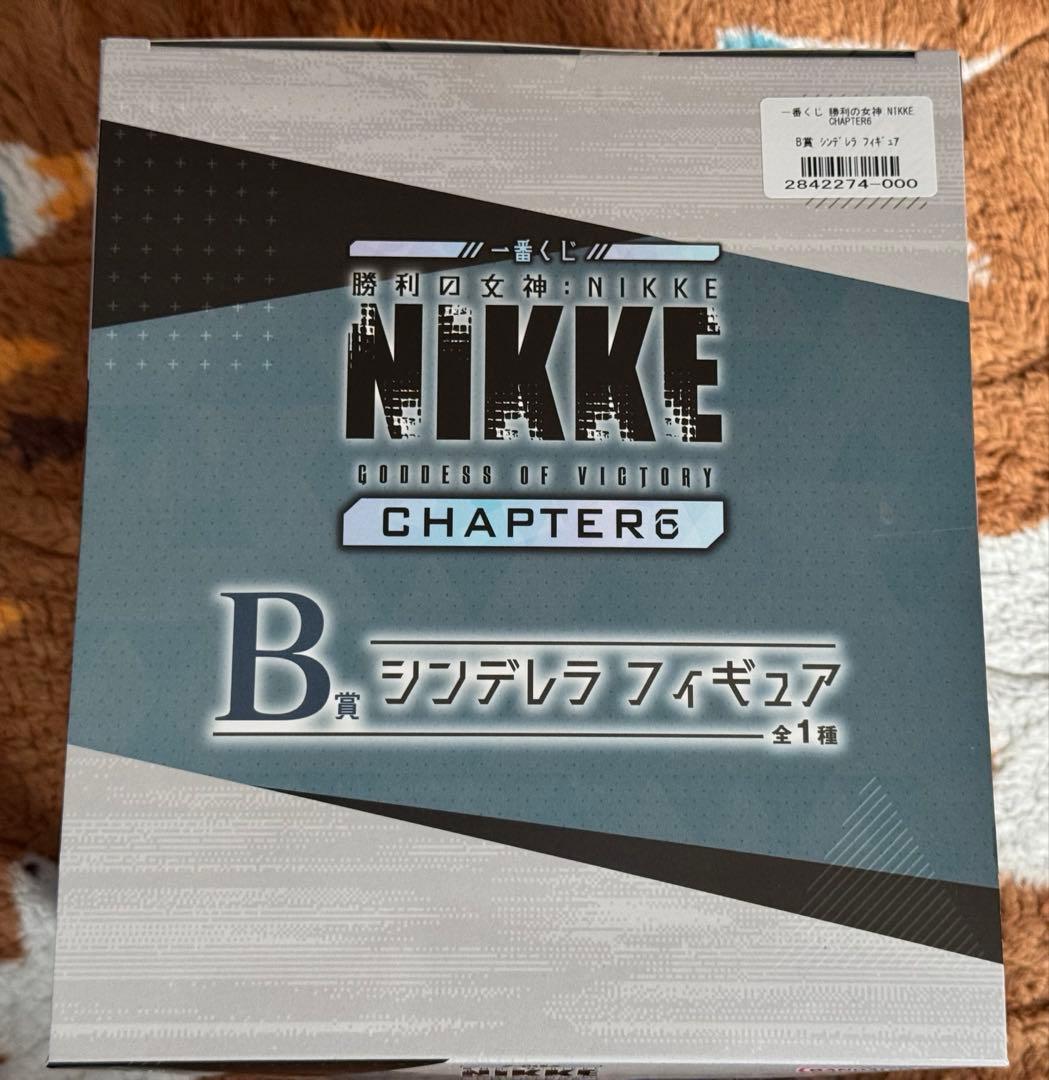 一番くじ 勝利の女神 NIKKE
CHAPTER6
B賞 シンデレラ フィギュア
2842274-000
一番くじ
勝利の女神:NIKKE
NIKKE
GODDESS OF VICTORY
CHAPTER6
B賞 シンデレラ フィギュア
全1種